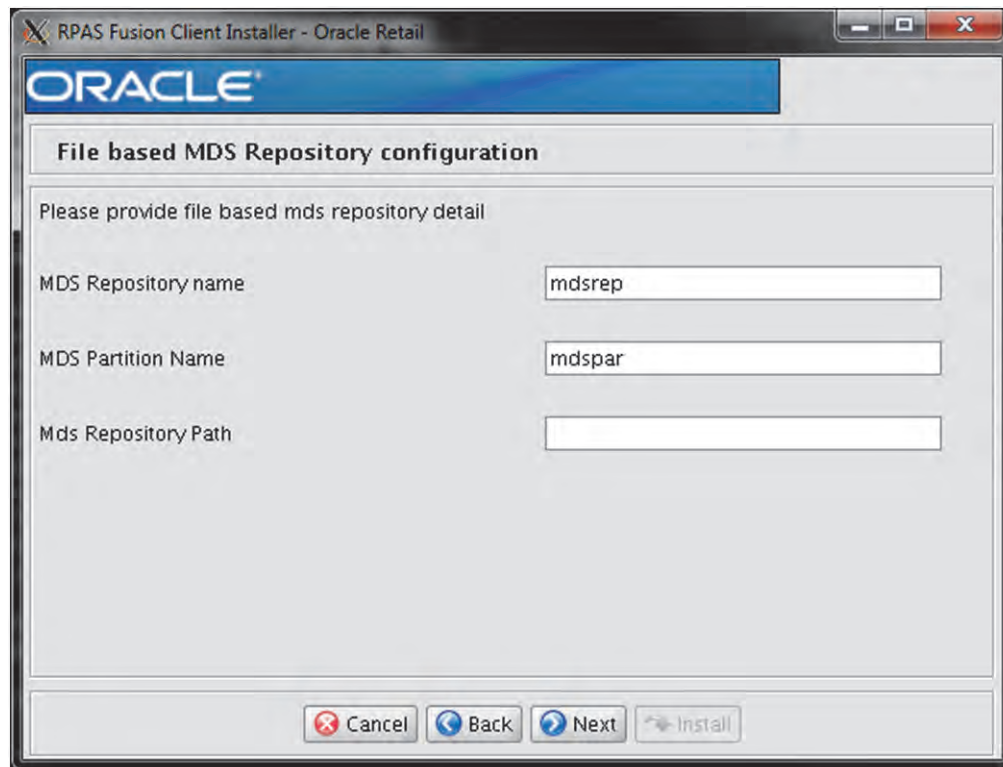 RPAS Fusion Client Installer - Oracle Retail
ORACLE®
File based MDS Repository configuration
Please provide file based mds repository detail
MDS Repository name
mdsrep
MDS Partition Name
mdspar
Mds Repository Path
Cancel
Back
Next
Install